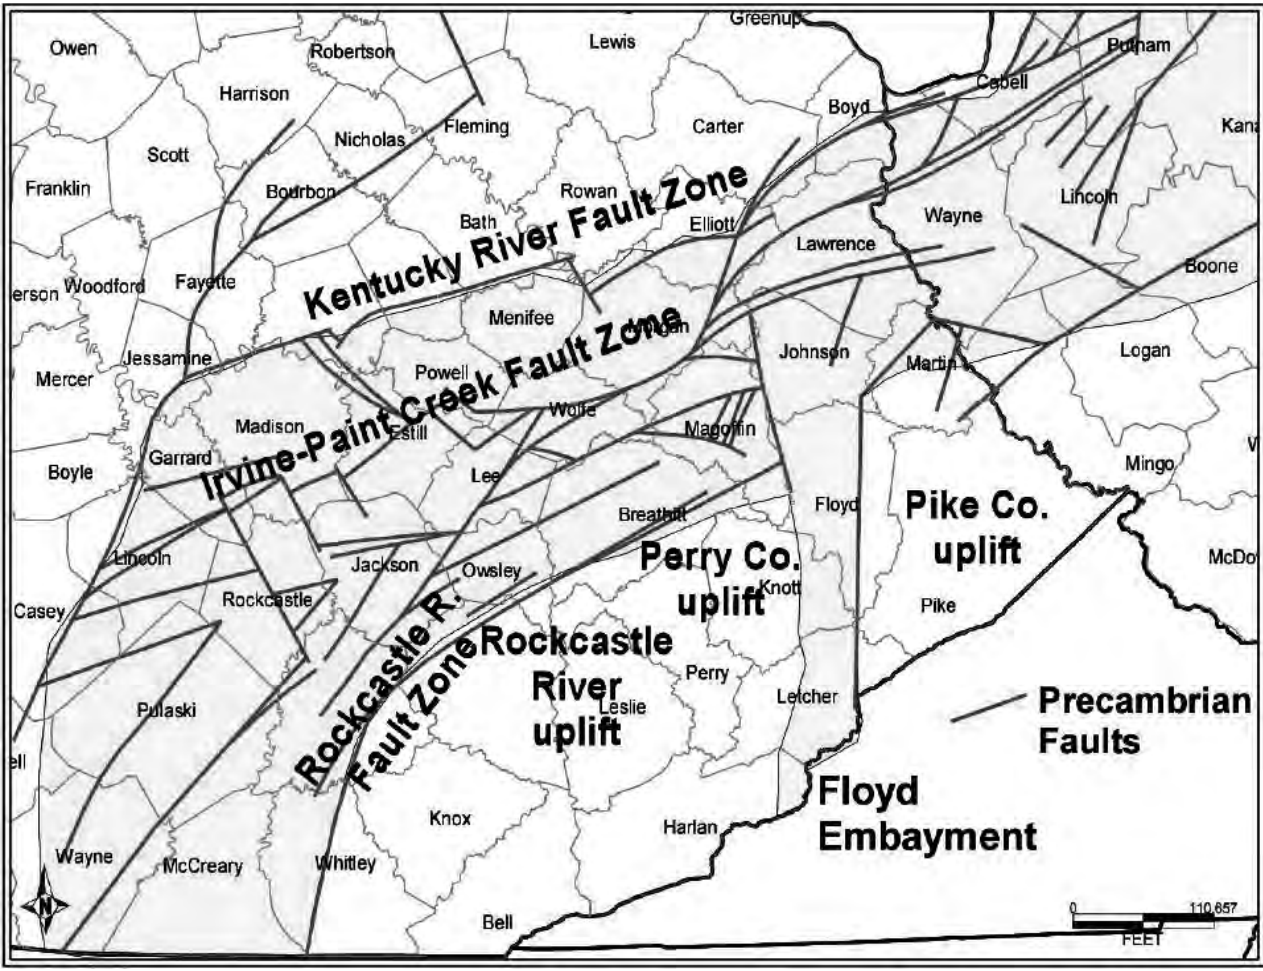 Greenup
Owen
Robertson
Lewis
Putnam
Harrison
Cabell
Boyd
Fleming
Carter
Kana
Nicholas
Scott
Franklin
Bourbon
Rowan
Lincoln
Bath
Elliott
Wayne
Kentucky River Fault Zone
Lawrence
Boone
erson
Woodford
Fayette
Menifee
Morgan
Jessamine
Johnson
Logan
Martin
Mercer
Powell
Irvine-Paint Creek Fault Zone
Wolfe
Madison
Estill
Magoffin
Garrard
Boyle
Lee
Mingo
Floyd
Pike Co.
uplift
Breathitt
Lincoln
Jackson
Owsley
Perry Co.
uplift
Knott
McDo
Casey
Rockcastle
Pike
Rockcastle R.
Fault Zone
Rockcastle
River
uplift
Leslie
Perry
Letcher
Pulaski
Precambrian
Faults
ell
Floyd
Embayment
Knox
Harlan
Wayne
McCreary
Whitley
N
Bell
0 110,657
FEET